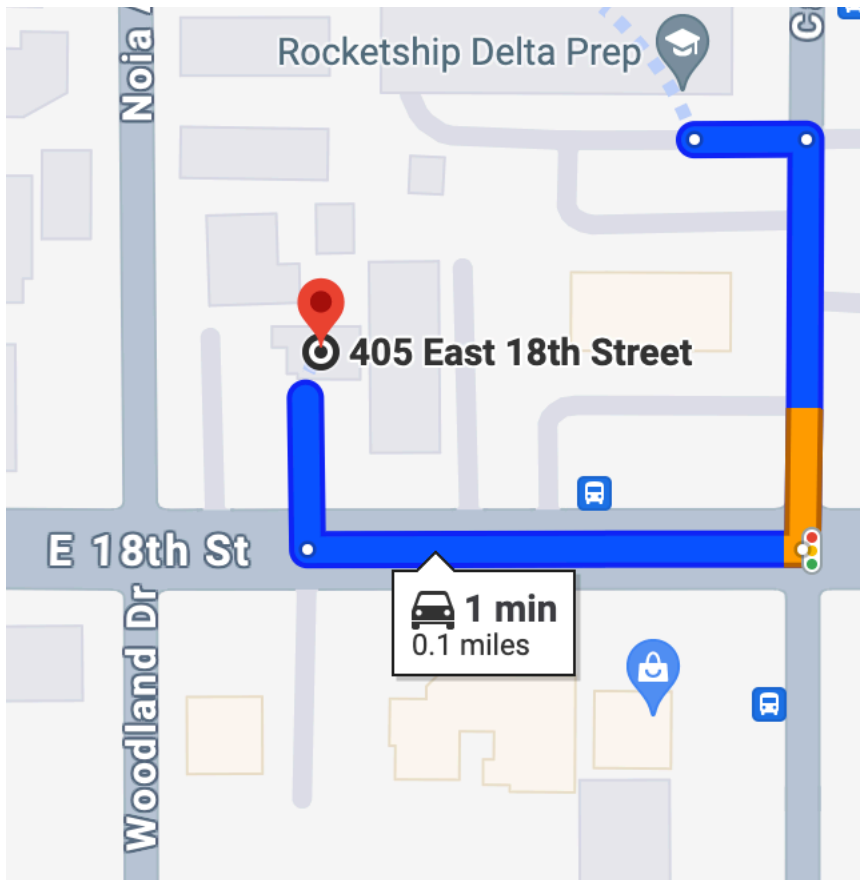 Rocketship Delta Prep
Noia
405 East 18th Street
E 18th St
1 min
0.1 miles
Woodland Dr